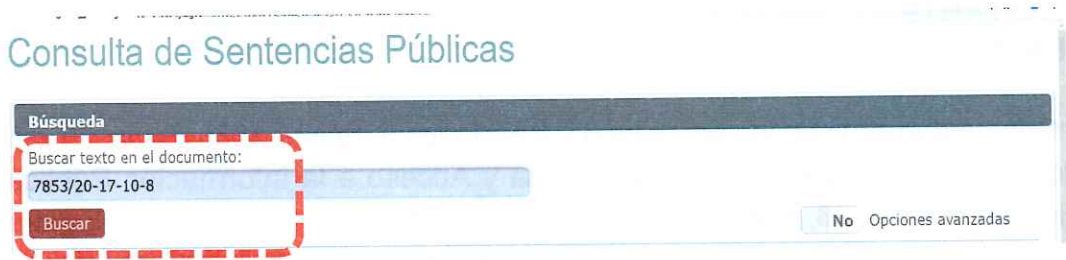 Consulta de Sentencias Públicas
Búsqueda
Buscar texto en el documento:
7853/20-17-10-8
Buscar
No Opciones avanzadas